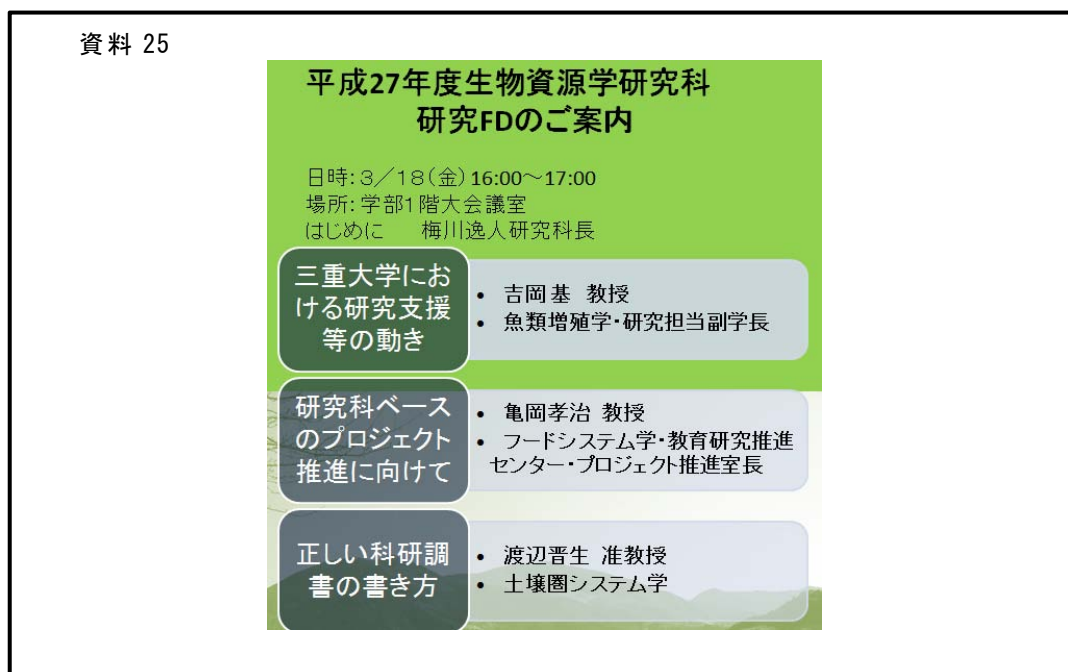 資料 25
平成27年度生物資源学研究科
研究FDのご案内
日時:3/18(金)16:00~17:00
場所:学部1階大会議室
はじめに 梅川逸人研究科長
三重大学にお
ける研究支援
等の動き
• 吉岡基 教授
• 魚類増殖学・研究担当副学長
研究科ベース
のプロジェクト
推進に向けて
• 亀岡孝治 教授
• フードシステム学・教育研究推進
センター・プロジェクト推進室長
正しい科研調
書の書き方
• 渡辺晋生 准教授
• 土壌圏システム学